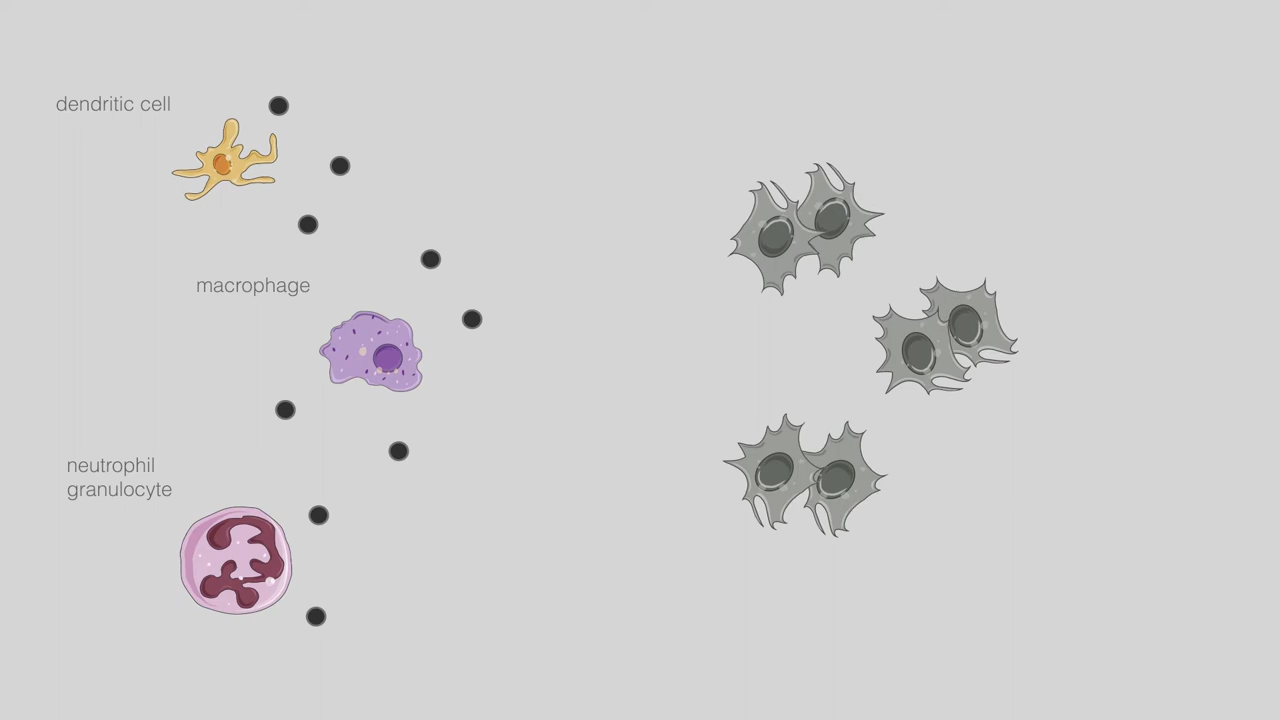 dendritic cell
macrophage
neutrophil
granulocyte